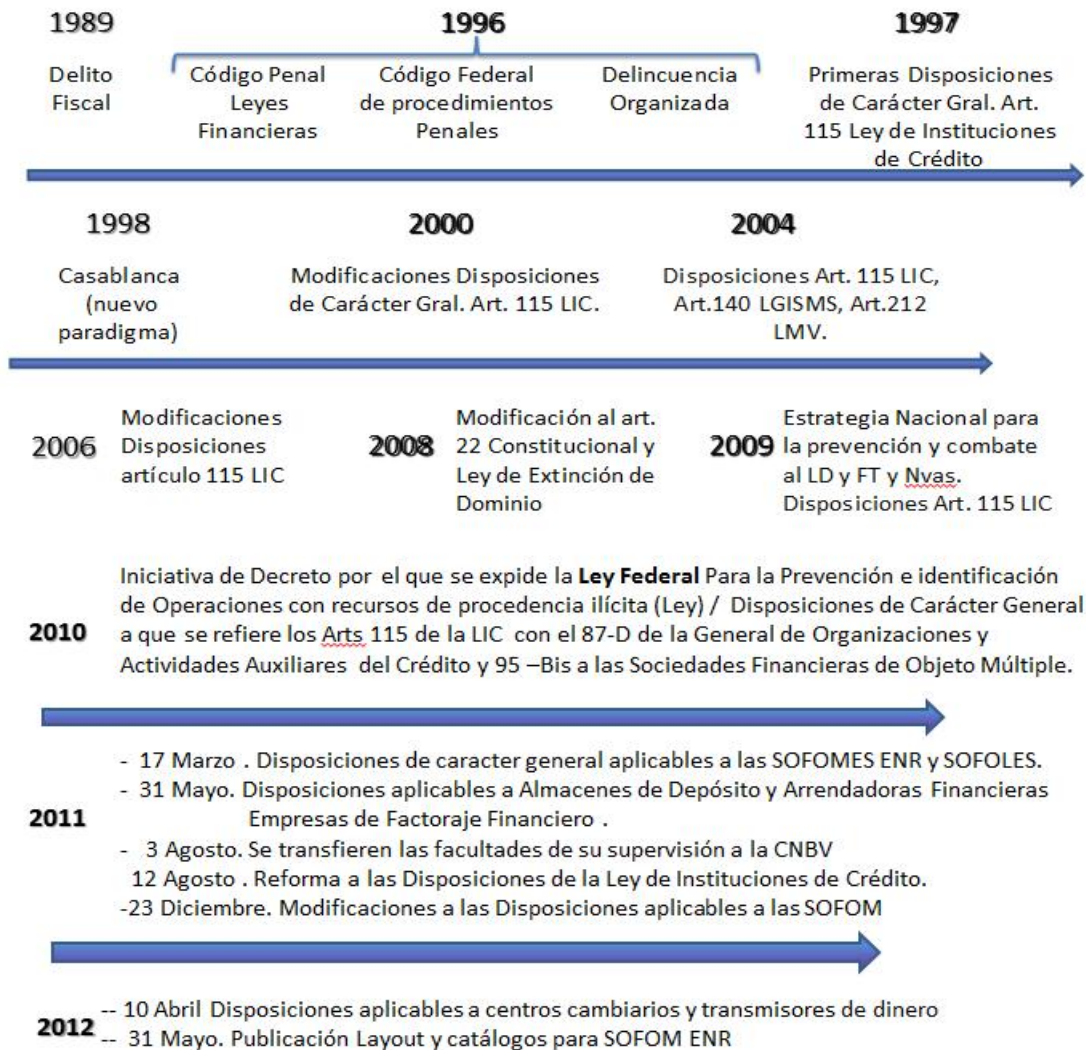 1989
Delito
Fiscal
1996
Código Penal
Leyes
Financieras
Código Federal
de procedimientos
Penales
Delincuencia
Organizada
1997
Primeras Disposiciones
de Carácter Gral. Art.
115 Ley de Instituciones
de Crédito
1998
Casablanca
(nuevo
paradigma)
2000
Modificaciones Disposiciones
de Carácter Gral. Art. 115 LIC.
2004
Disposiciones Art. 115 LIC,
Art.140 LGISMS, Art.212
LMV.
2006
Modificaciones
Disposiciones
artículo 115 LIC
2008
Modificación al art.
22 Constitucional y
Ley de Extinción de
Dominio
2009
Estrategia Nacional para
la prevención y combate
al LD y FT y Nvas.
Disposiciones Art. 115 LIC
2010
Iniciativa de Decreto por el que se expide la Ley Federal Para la Prevención e identificación
de Operaciones con recursos de procedencia ilícita (Ley) / Disposiciones de Carácter General
a que se refiere los Arts 115 de la LIC con el 87-D de la General de Organizaciones y
Actividades Auxiliares del Crédito y 95 –Bis a las Sociedades Financieras de Objeto Múltiple.
2011
- 17 Marzo . Disposiciones de caracter general aplicables a las SOFOMES ENR y SOFOLES.
- 31 Mayo. Disposiciones aplicables a Almacenes de Depósito y Arrendadoras Financieras
Empresas de Factoraje Financiero .
- 3 Agosto. Se transfieren las facultades de su supervisión a la CNBV
12 Agosto . Reforma a las Disposiciones de la Ley de Instituciones de Crédito.
-23 Diciembre. Modificaciones a las Disposiciones aplicables a las SOFOM
2012
-- 10 Abril Disposiciones aplicables a centros cambiarios y transmisores de dinero
-- 31 Mayo. Publicación Layout y catálogos para SOFOM ENR